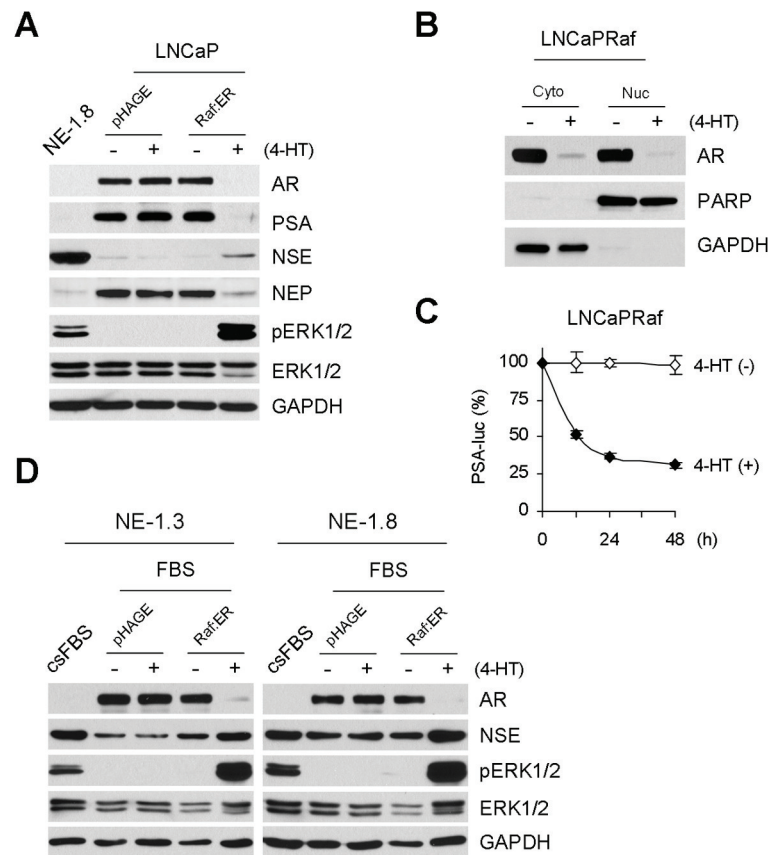 A
LNCaP
NE-1.8
pHAGE
Raf:ER
- + - + (4-HT)
AR
PSA
NSE
NEP
pERK1/2
ERK1/2
GAPDH
B
LNCaPRaf
Cyto Nuc
- + - + (4-HT)
AR
PARP
GAPDH
C
LNCaPRaf
PSA-luc (%)
100
75
50
25
0
4-HT (-)
4-HT (+)
0 24 48 (h)
D
NE-1.3 NE-1.8
FBS FBS
csFBS pHAGE Raf:ER csFBS pHAGE Raf:ER
- + - + - + - + (4-HT)
AR
NSE
pERK1/2
ERK1/2
GAPDH